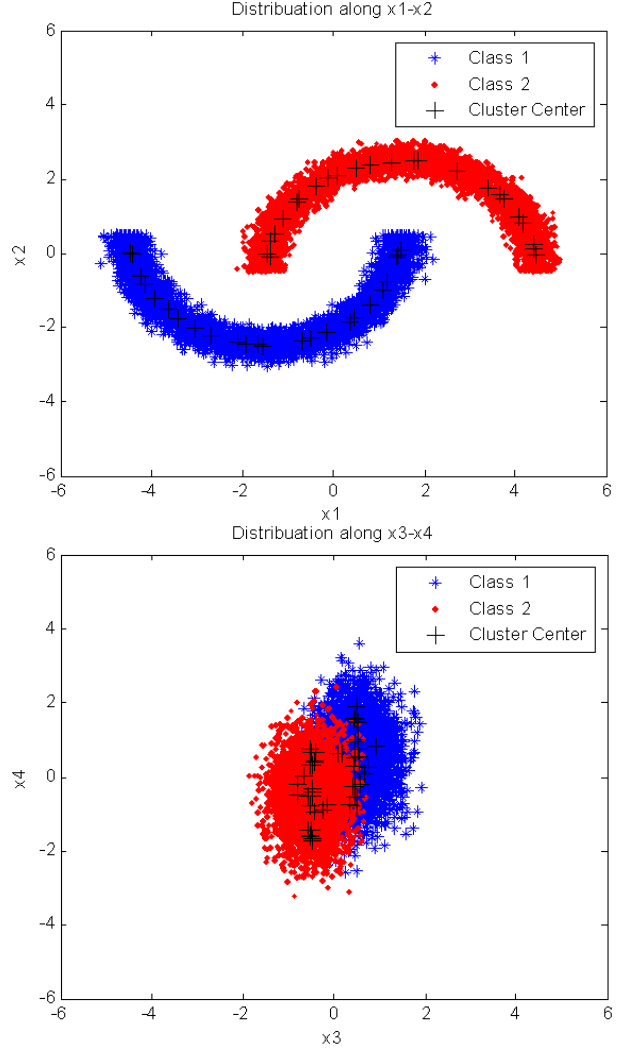 Distribuation along x1-x2
6
4
2
0
-2
-4
-6
x2
Class 1
Class 2
Cluster Center
-6 -4 -2 0 2 4 6
x1
Distribuation along x3-x4
6
4
2
0
-2
-4
-6
x4
Class 1
Class 2
Cluster Center
-6 -4 -2 0 2 4 6
x3